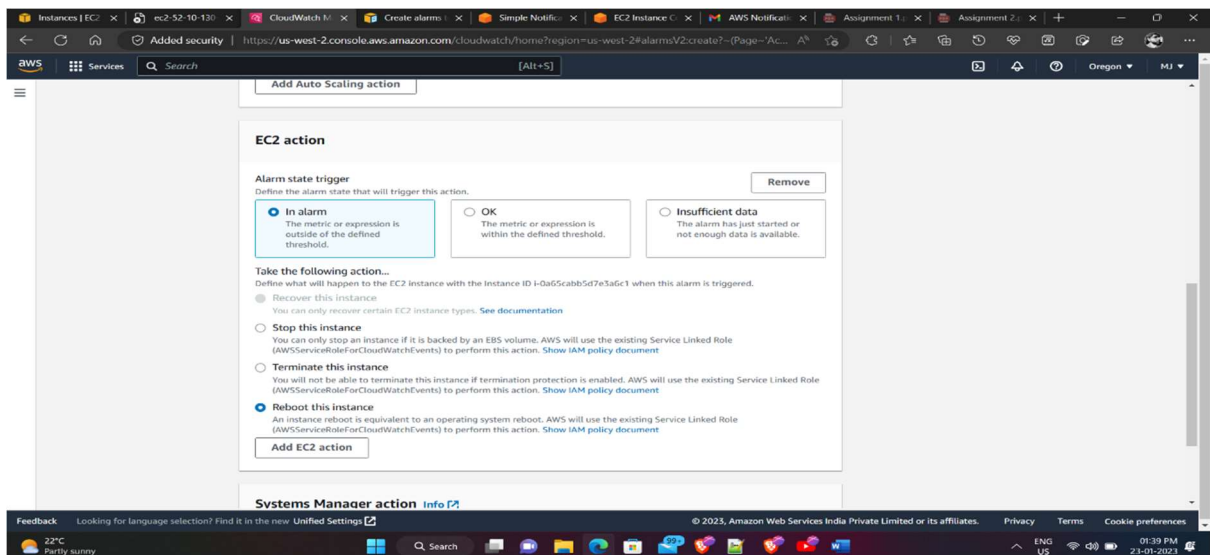 Instances | EC2
ec2-52-10-130
CloudWatch M
Create alarms
Simple Notific
EC2 Instance C
AWS Notificatio
Assignment 1.p
Assignment 2.p
Added security
https://us-west-2.console.aws.amazon.com/cloudwatch/home?region=us-west-2#alarmsV2:create?~(Page~'Ac...
aws
Services
Search
[Alt+S]
Oregon
MJ
Add Auto Scaling action
EC2 action
Alarm state trigger
Define the alarm state that will trigger this action.
Remove
In alarm
The metric or expression is
outside of the defined
threshold.
OK
The metric or expression is
within the defined threshold.
Insufficient data
The alarm has just started or
not enough data is available.
Take the following action...
Define what will happen to the EC2 instance with the Instance ID i-0a65cabb5d7e3a6c1 when this alarm is triggered.
Recover this instance
You can only recover certain EC2 instance types. See documentation
Stop this instance
You can only stop an instance if it is backed by an EBS volume. AWS will use the existing Service Linked Role
(AWSServiceRoleForCloudWatchEvents) to perform this action. Show IAM policy document
Terminate this instance
You will not be able to terminate this instance if termination protection is enabled. AWS will use the existing Service Linked Role
(AWSServiceRoleForCloudWatchEvents) to perform this action. Show IAM policy document
Reboot this instance
An instance reboot is equivalent to an operating system reboot. AWS will use the existing Service Linked Role
(AWSServiceRoleForCloudWatchEvents) to perform this action. Show IAM policy document
Add EC2 action
Systems Manager action Info
Feedback
Looking for language selection? Find it in the new Unified Settings
© 2023, Amazon Web Services India Private Limited or its affiliates.
Privacy
Terms
Cookie preferences
22°C
Partly sunny
Search
99+
ENG
US
01:39 PM
23-01-2023